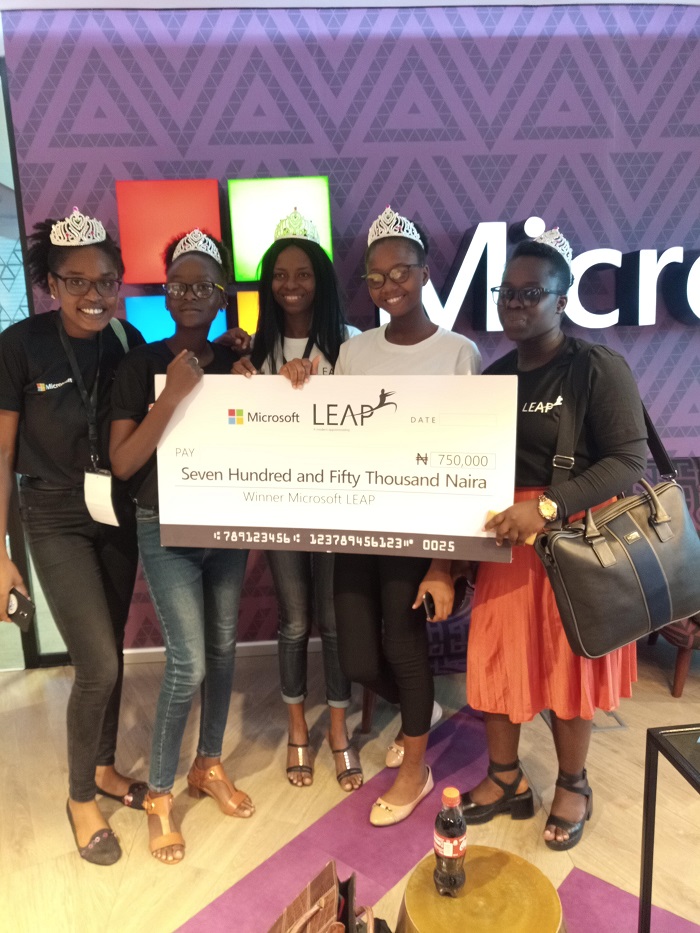 Micro
Microsoft
Microsoft LEAP DATE
PAY
₦ 750,000
Seven Hundred and Fifty Thousand Naira
Winner Microsoft LEAP
⑆789123456⑆ 123789456123⑈ 0025
LEAP